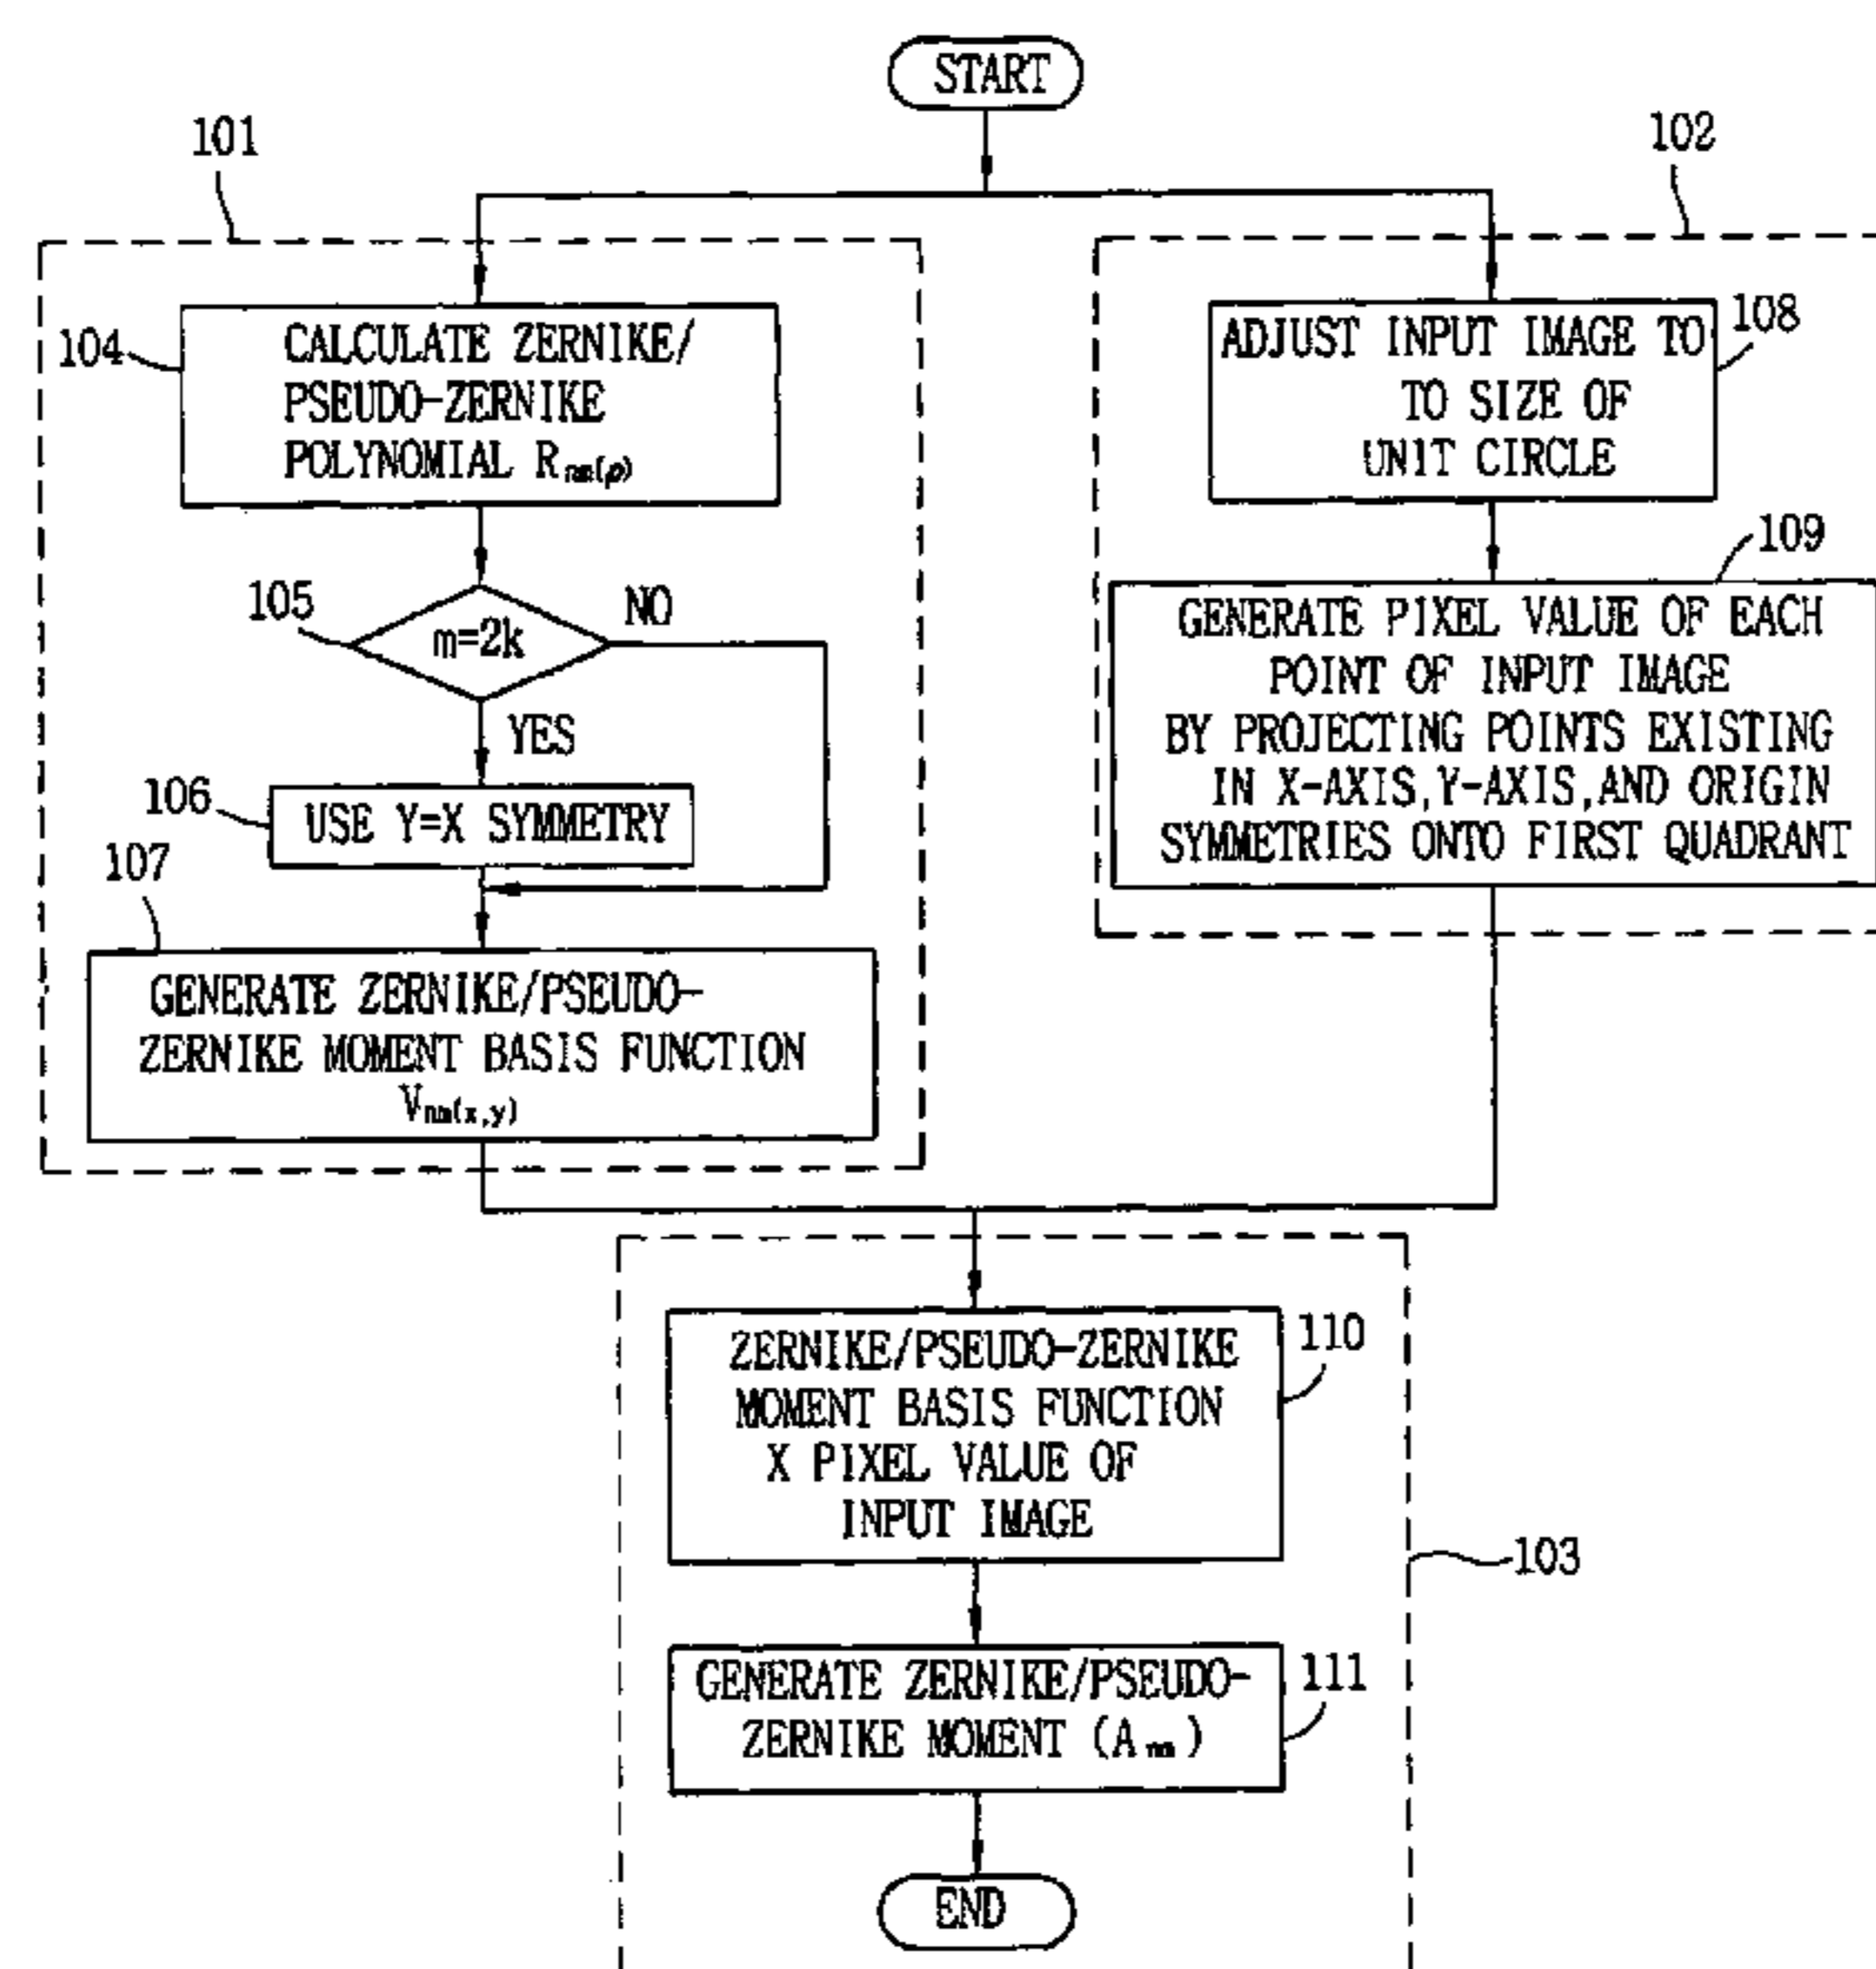 START
101
102
104
CALCULATE ZERNIKE/
PSEUDO-ZERNIKE
POLYNOMIAL R nm(ρ)
105
m=2k
NO
YES
106
USE Y=X SYMMETRY
107
GENERATE ZERNIKE/PSEUDO-
ZERNIKE MOMENT BASIS FUNCTION
Vnm(x,y)
108
ADJUST INPUT IMAGE TO
TO SIZE OF
UNIT CIRCLE
109
GENERATE PIXEL VALUE OF EACH
POINT OF INPUT IMAGE
BY PROJECTING POINTS EXISTING
IN X-AXIS,Y-AXIS,AND ORIGIN
SYMMETRIES ONTO FIRST QUADRANT
110
ZERNIKE/PSEUDO-ZERNIKE
MOMENT BASIS FUNCTION
X PIXEL VALUE OF
INPUT IMAGE
103
111
GENERATE ZERNIKE/PSEUDO-
ZERNIKE MOMENT (A nm)
END